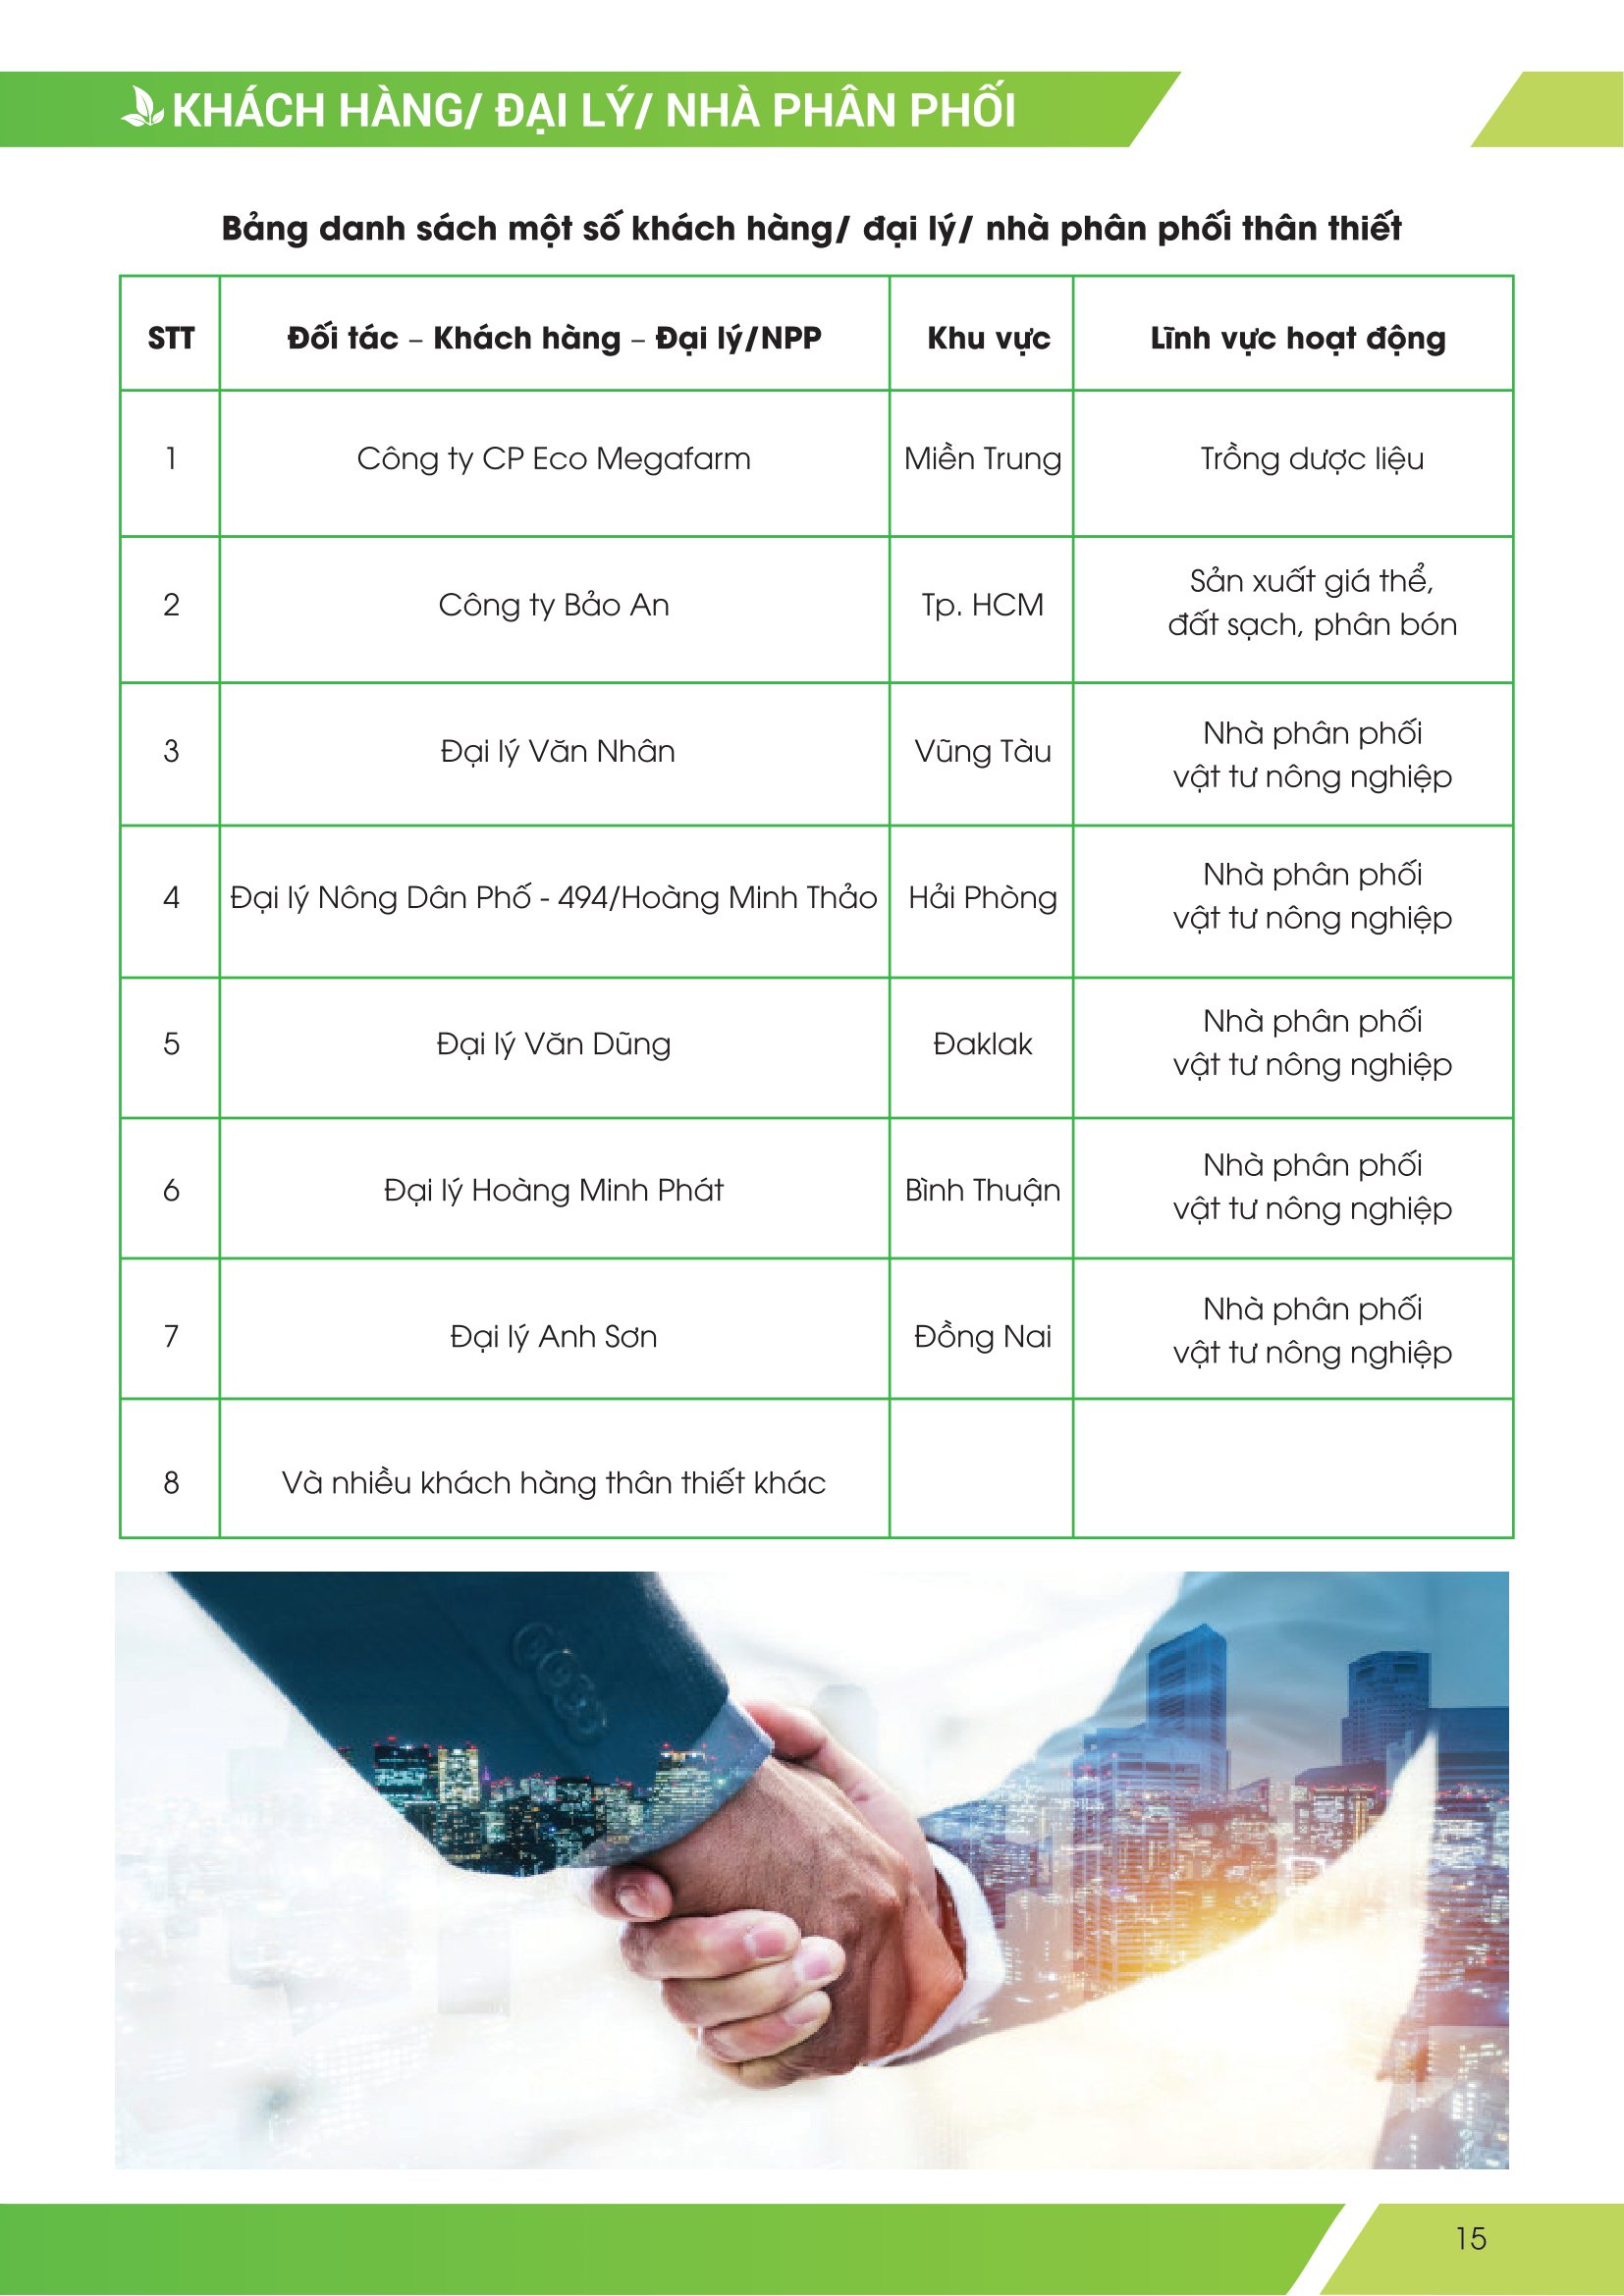 KHÁCH HÀNG/ ĐẠI LÝ/ NHÀ PHÂN PHỐI
Bảng danh sách một số khách hàng/ đại lý/ nhà phân phối thân thiết
STT Đối tác – Khách hàng – Đại lý/NPP Khu vực Lĩnh vực hoạt động
1 Công ty CP Eco Megafarm Miền Trung Trồng dược liệu
2 Công ty Bảo An Tp. HCM Sản xuất giá thể,
đất sạch, phân bón
3 Đại lý Văn Nhân Vũng Tàu Nhà phân phối
vật tư nông nghiệp
4 Đại lý Nông Dân Phố - 494/Hoàng Minh Thảo Hải Phòng Nhà phân phối
vật tư nông nghiệp
5 Đại lý Văn Dũng Đaklak Nhà phân phối
vật tư nông nghiệp
6 Đại lý Hoàng Minh Phát Bình Thuận Nhà phân phối
vật tư nông nghiệp
7 Đại lý Anh Sơn Đồng Nai Nhà phân phối
vật tư nông nghiệp
8 Và nhiều khách hàng thân thiết khác
15